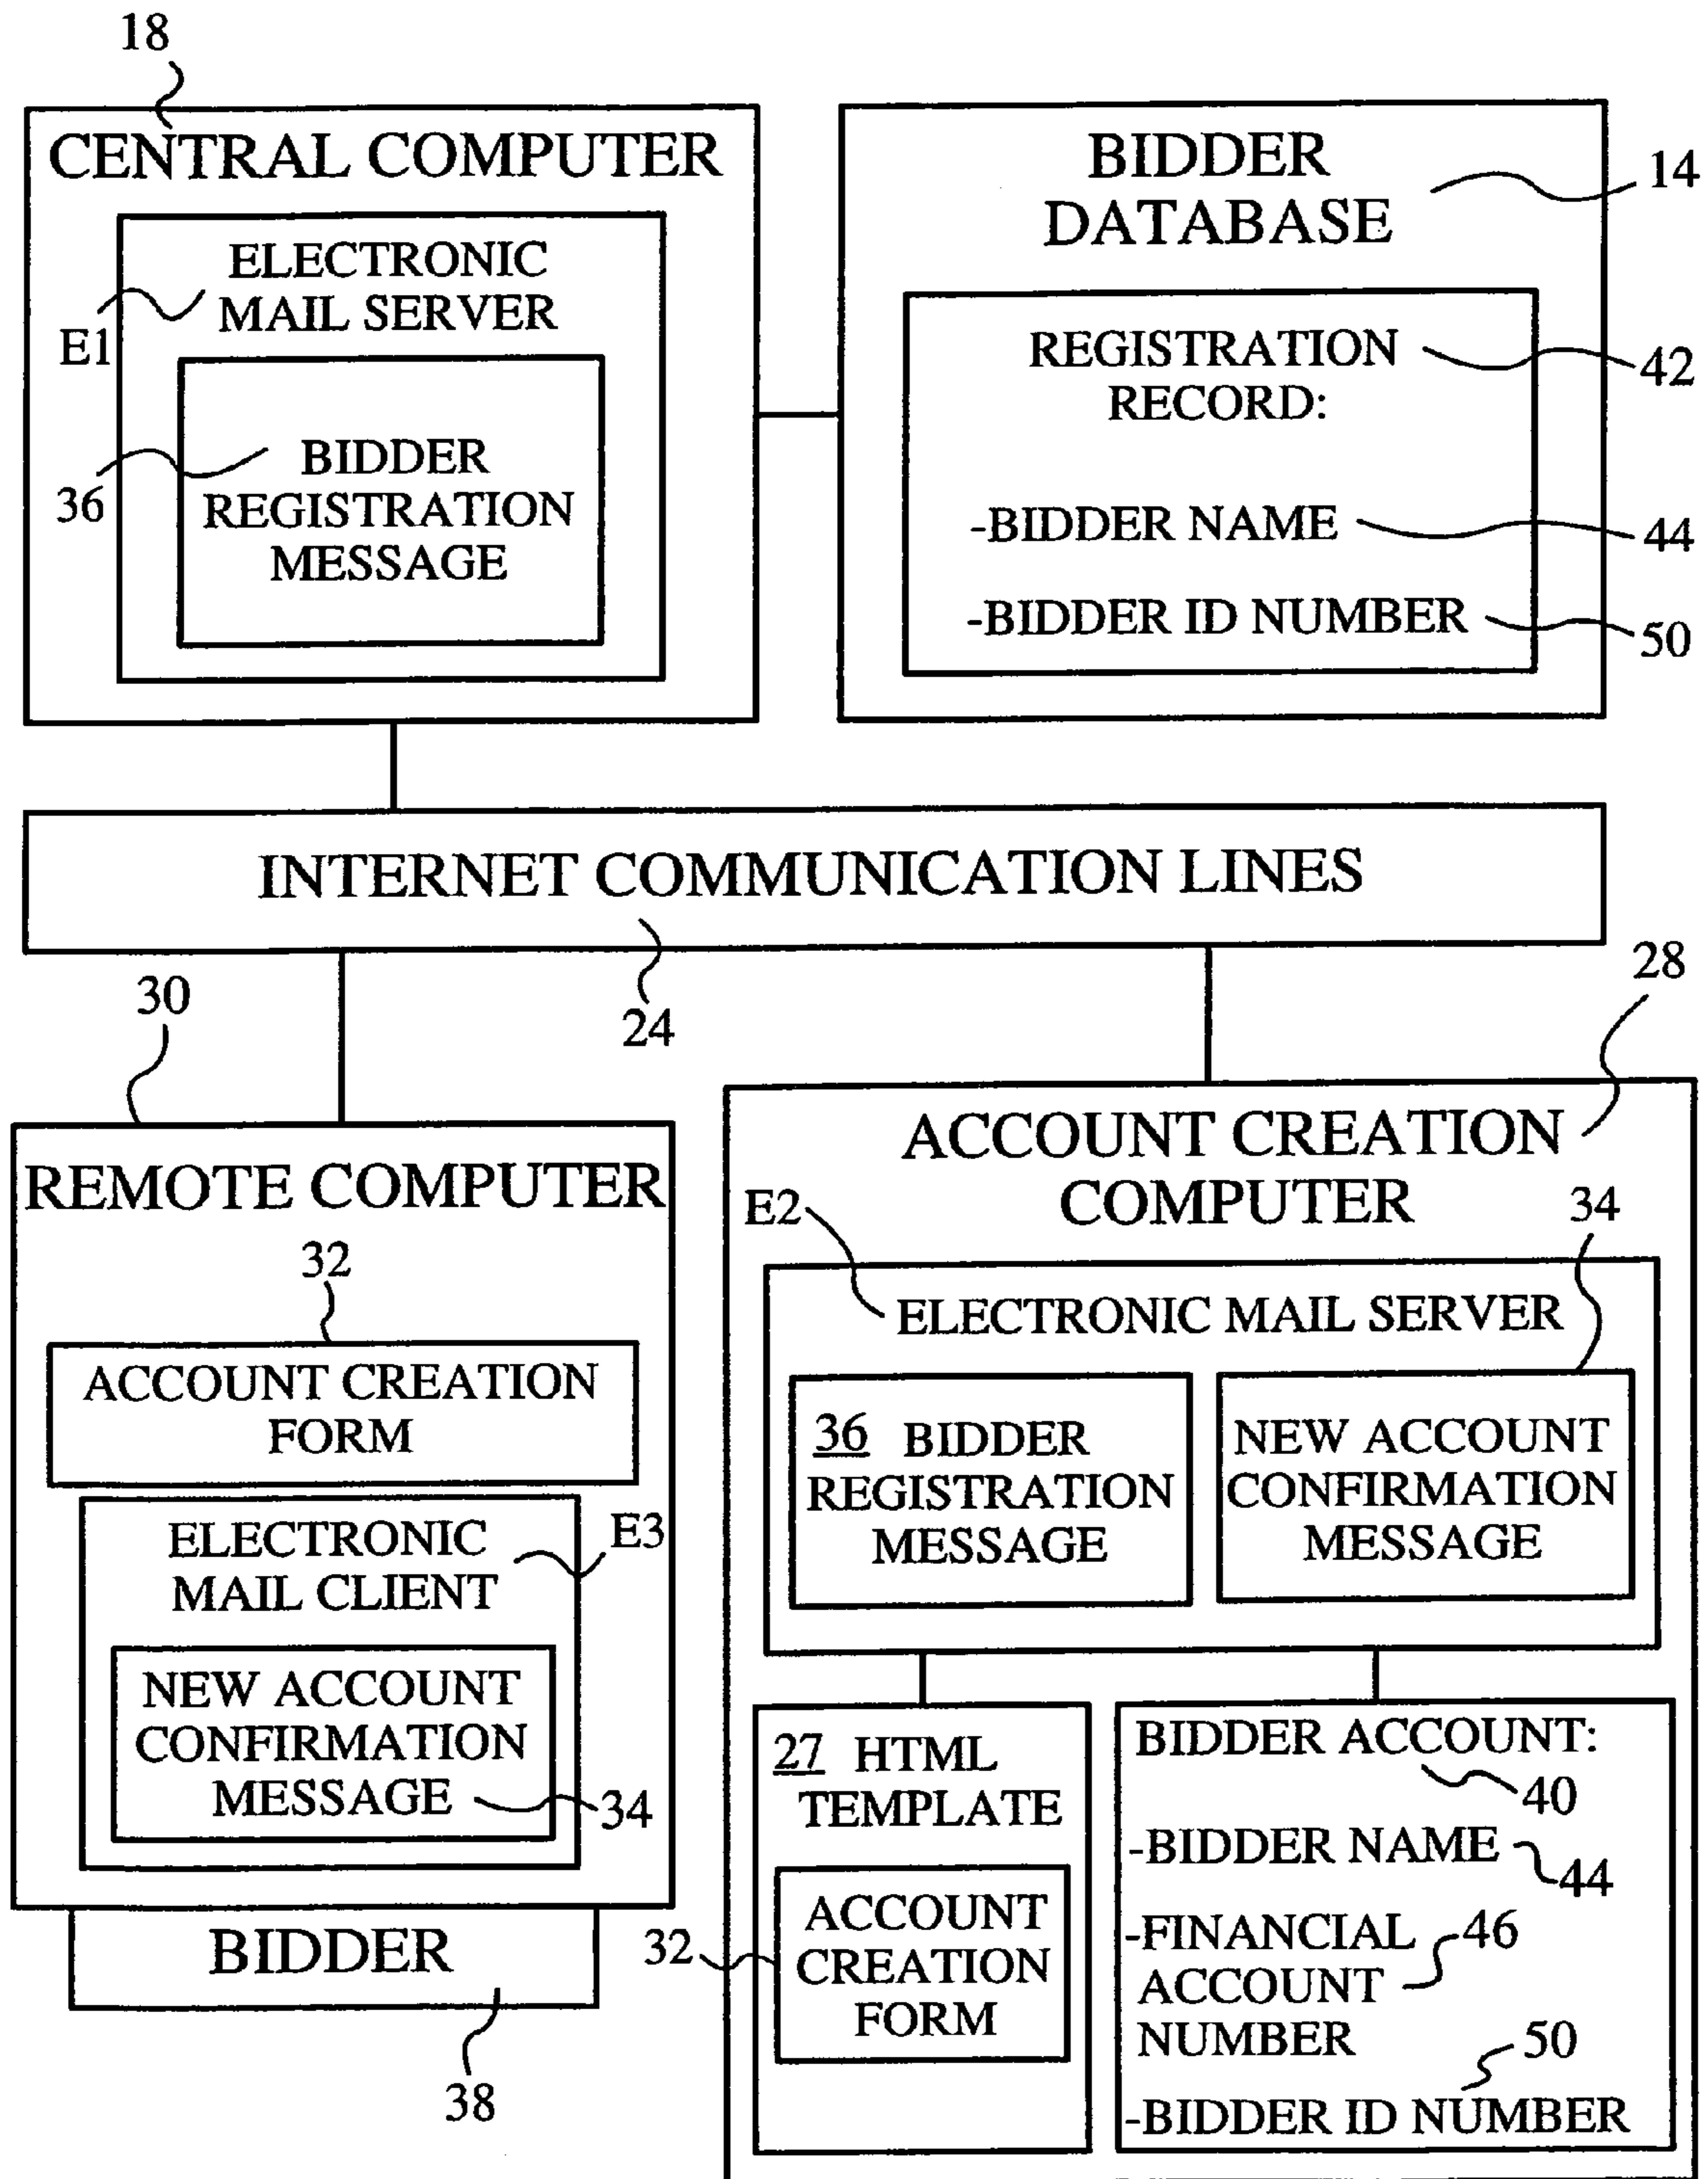 18
CENTRAL COMPUTER
ELECTRONIC
MAIL SERVER
E1
BIDDER
REGISTRATION
MESSAGE
36
BIDDER
DATABASE
14
REGISTRATION
RECORD:
42
-BIDDER NAME
44
-BIDDER ID NUMBER
50
INTERNET COMMUNICATION LINES
24
30
REMOTE COMPUTER
32
ACCOUNT CREATION
FORM
ELECTRONIC
MAIL CLIENT
E3
NEW ACCOUNT
CONFIRMATION
MESSAGE
34
BIDDER
38
28
ACCOUNT CREATION
COMPUTER
E2
34
ELECTRONIC MAIL SERVER
36 BIDDER
REGISTRATION
MESSAGE
NEW ACCOUNT
CONFIRMATION
MESSAGE
27 HTML
TEMPLATE
ACCOUNT
CREATION
FORM
32
BIDDER ACCOUNT:
40
-BIDDER NAME
44
-FINANCIAL
ACCOUNT
NUMBER
46
50
-BIDDER ID NUMBER